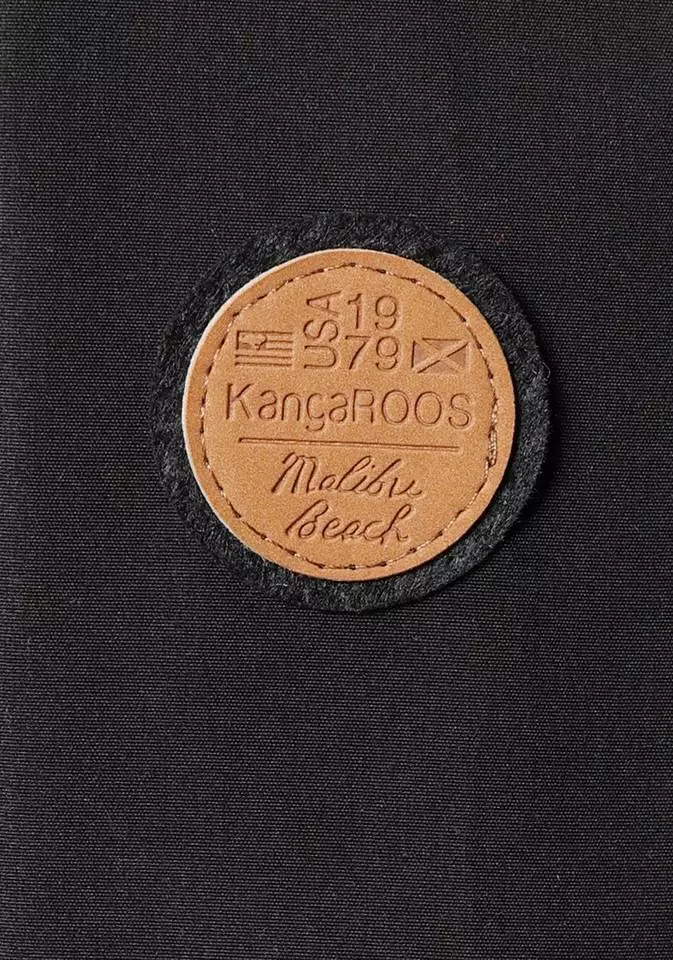 USA 19
79
KangaROOS
Malibu
Beach